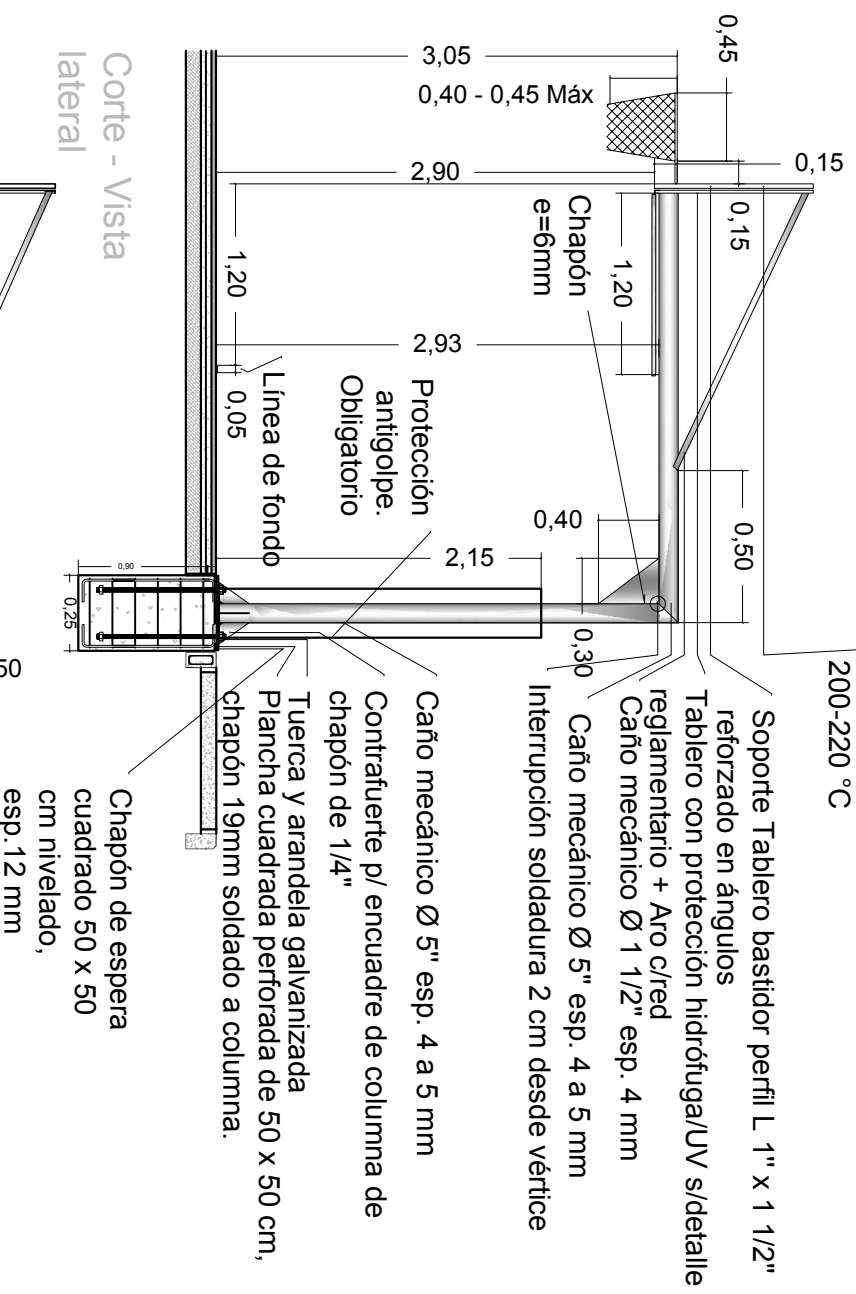 0,45
3,05
0,40 - 0,45 Máx
0,15
2,90
0,15
Chapón
e=6mm
1,20
1,20
2,93
0,05
Línea de fondo
Protección
antigolpe.
Obligatorio
0,50
0,40
2,15
0,30
0,90
0,25
Corte - Vista
lateral
200-220 °C
Soporte Tablero bastidor perfil L 1" x 1 1/2"
reforzado en ángulos
Tablero con protección hidrófuga/UV s/detalle
reglamentario + Aro c/red
Caño mecánico Ø 1 1/2" esp. 4 mm
Caño mecánico Ø 5" esp. 4 a 5 mm
Interrupción soldadura 2 cm desde vértice
Caño mecánico Ø 5" esp. 4 a 5 mm
Contrafuerte p/ encuadre de columna de
chapón de 1/4"
Tuerca y arandela galvanizada
Plancha cuadrada perforada de 50 x 50 cm,
chapón 19mm soldado a columna.
Chapón de espera
cuadrado 50 x 50
cm nivelado,
esp.12 mm